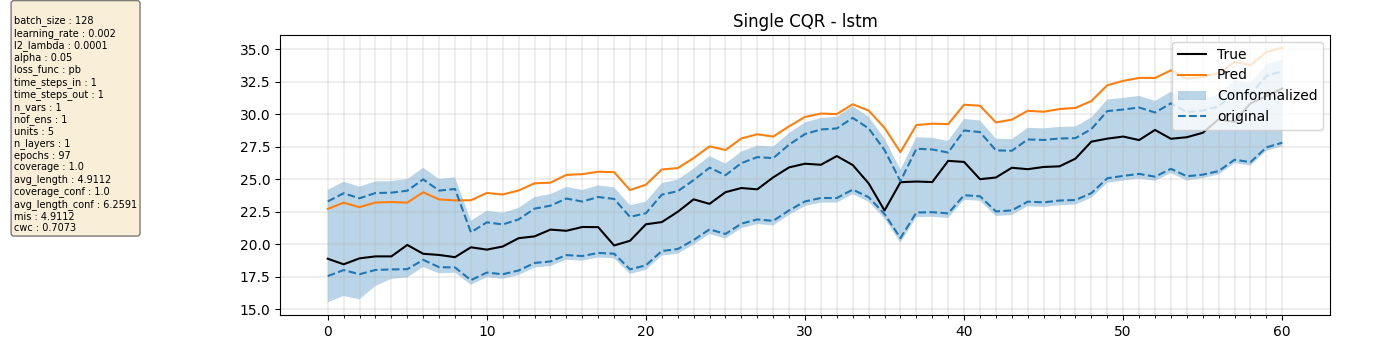 batch_size : 128
learning_rate : 0.002
l2_lambda : 0.0001
alpha : 0.05
loss_func : pb
time_steps_in : 1
time_steps_out : 1
n_vars : 1
nof_ens : 1
units : 5
n_layers : 1
epochs : 97
coverage : 1.0
avg_length : 4.9112
coverage_conf : 1.0
avg_length_conf : 6.2591
mis : 4.9112
cwc : 0.7073
Single CQR - lstm
35.0
32.5
30.0
27.5
25.0
22.5
20.0
17.5
15.0
True
Pred
Conformalized
original
0 10 20 30 40 50 60